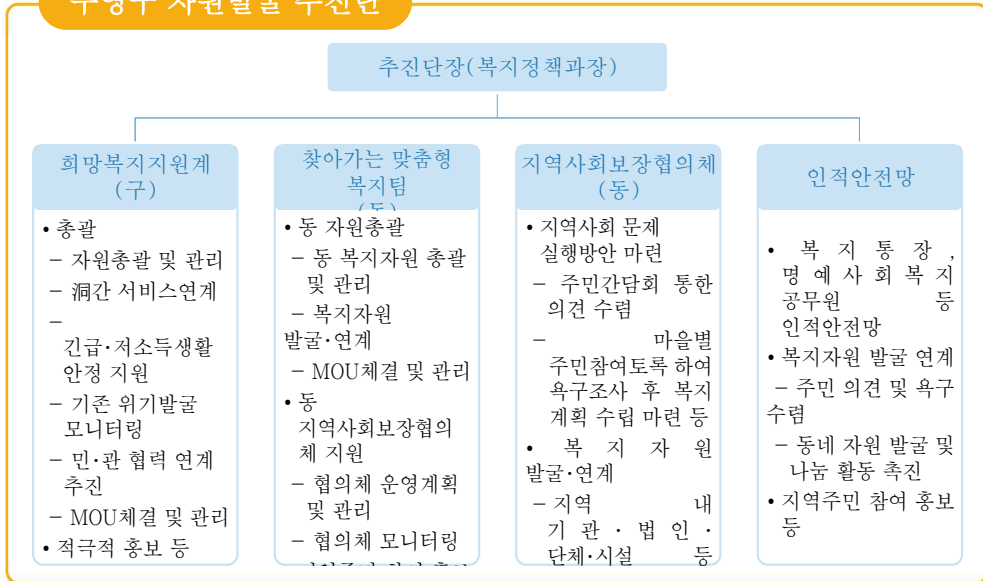 수영구 자원발굴 추진단
추진단장(복지정책과장)
희망복지지원계
(구)
• 총괄
- 자원총괄 및 관리
- 洞간 서비스연계
-
긴급·저소득생활
안정 지원
- 기존 위기발굴
모니터링
- 민·관 협력 연계
추진
- MOU체결 및 관리
• 적극적 홍보 등
찾아가는 맞춤형
복지팀
(동)
• 동 자원총괄
- 동 복지자원 총괄
및 관리
- 복지자원
발굴·연계
- MOU체결 및 관리
• 동
지역사회보장협의
체 지원
- 협의체 운영계획
및 관리
- 협의체 모니터링
지역사회보장협의체
(동)
• 지역사회 문제
실행방안 마련
- 주민간담회 통한
의견 수렴
- 마을별
주민참여토록 하여
욕구조사 후 복지
계획 수립 마련 등
• 복 지 자 원
발굴·연계
- 지역 내
기 관 · 법 인 ·
단체·시설 등
인적안전망
• 복 지 통 장 ,
명 예 사 회 복 지
공무원 등
인적안전망
• 복지자원 발굴 연계
- 주민 의견 및 욕구
수렴
- 동네 자원 발굴 및
나눔 활동 촉진
• 지역주민 참여 홍보
등